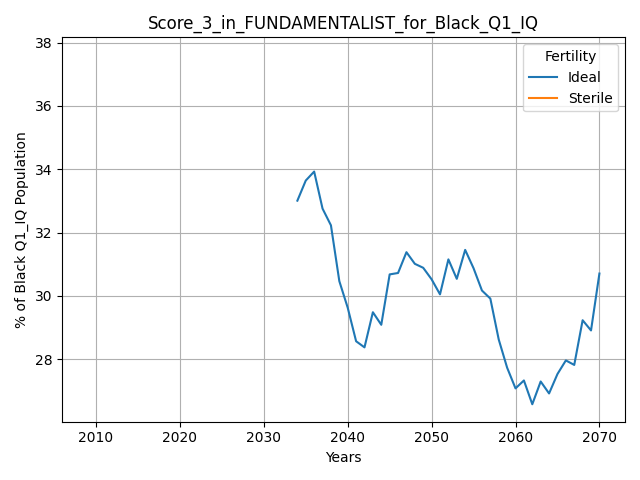 Score_3_in_FUNDAMENTALIST_for_Black_Q1_IQ
38
36
34
32
30
28
% of Black Q1_IQ Population
Fertility
Ideal
Sterile
2010 2020 2030 2040 2050 2060 2070
Years